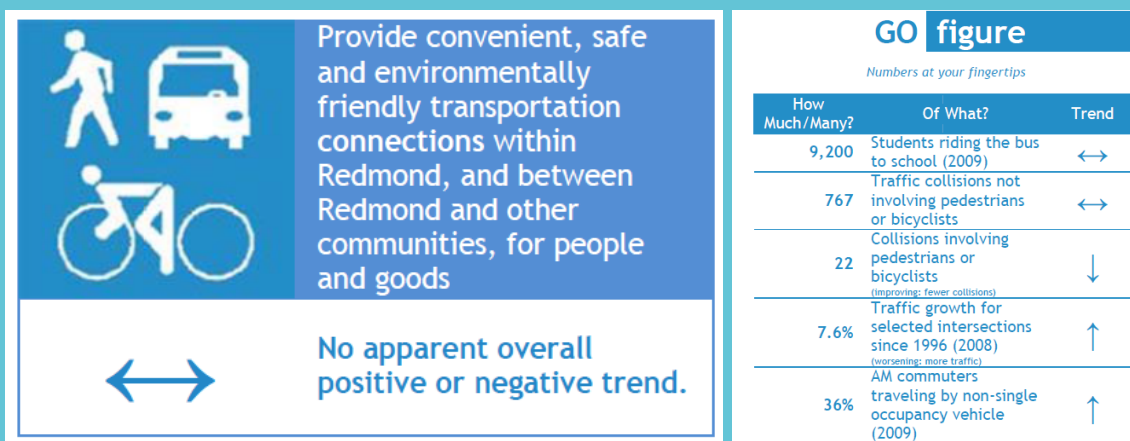 Provide convenient, safe
and environmentally
friendly transportation
connections within
Redmond, and between
Redmond and other
communities, for people
and goods
No apparent overall
positive or negative trend.
GO figure
Numbers at your fingertips
How
Much/Many?
Of What?
Trend
9,200
Students riding the bus
to school (2009)
↔
767
Traffic collisions not
involving pedestrians
or bicyclists
↔
22
Collisions involving
pedestrians or
bicyclists
(improving: fewer collisions)
↓
7.6%
Traffic growth for
selected intersections
since 1996 (2008)
(worsening: more traffic)
↑
36%
AM commuters
traveling by non-single
occupancy vehicle
(2009)
↑